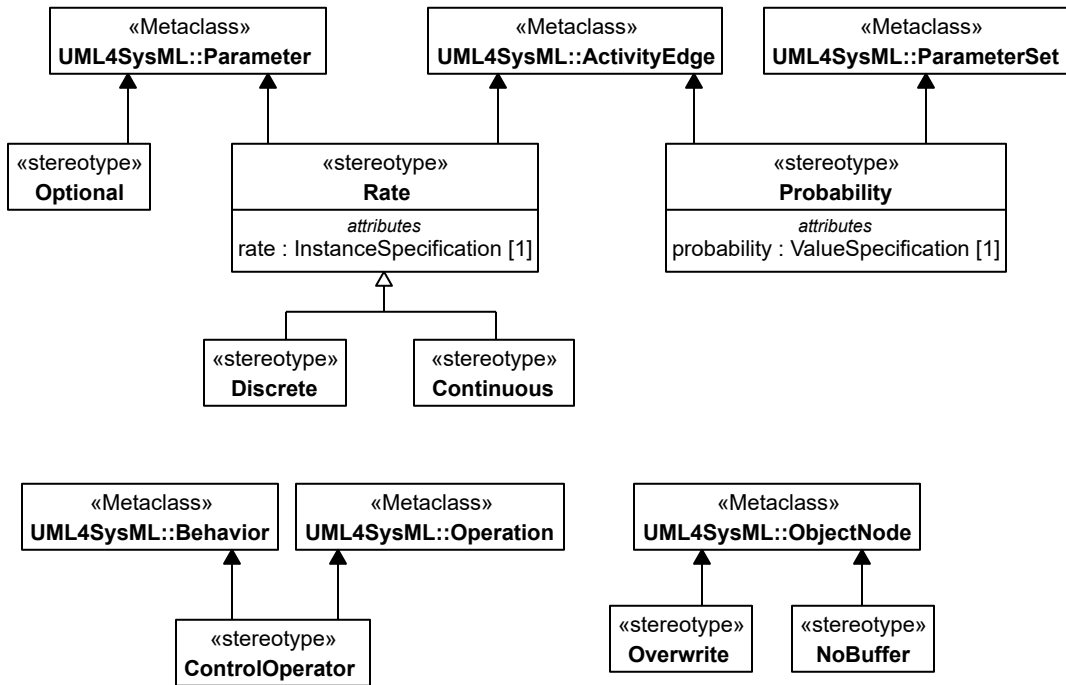 «Metaclass»
UML4SysML::Parameter
«Metaclass»
UML4SysML::ActivityEdge
«Metaclass»
UML4SysML::ParameterSet
«stereotype»
Optional
«stereotype»
Rate
attributes
rate : InstanceSpecification [1]
«stereotype»
Probability
attributes
probability : ValueSpecification [1]
«stereotype»
Discrete
«stereotype»
Continuous
«Metaclass»
UML4SysML::Behavior
«Metaclass»
UML4SysML::Operation
«Metaclass»
UML4SysML::ObjectNode
«stereotype»
ControlOperator
«stereotype»
Overwrite
«stereotype»
NoBuffer